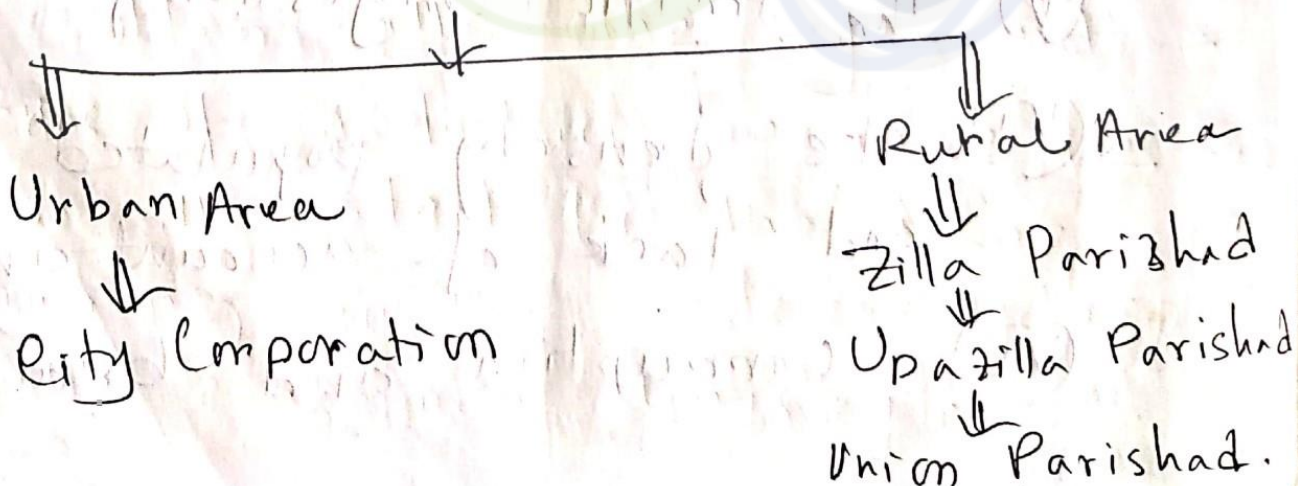 Urban Area
City Corporation
Rural Area
Zilla Parishad
Upazilla Parishad
Union Parishad.